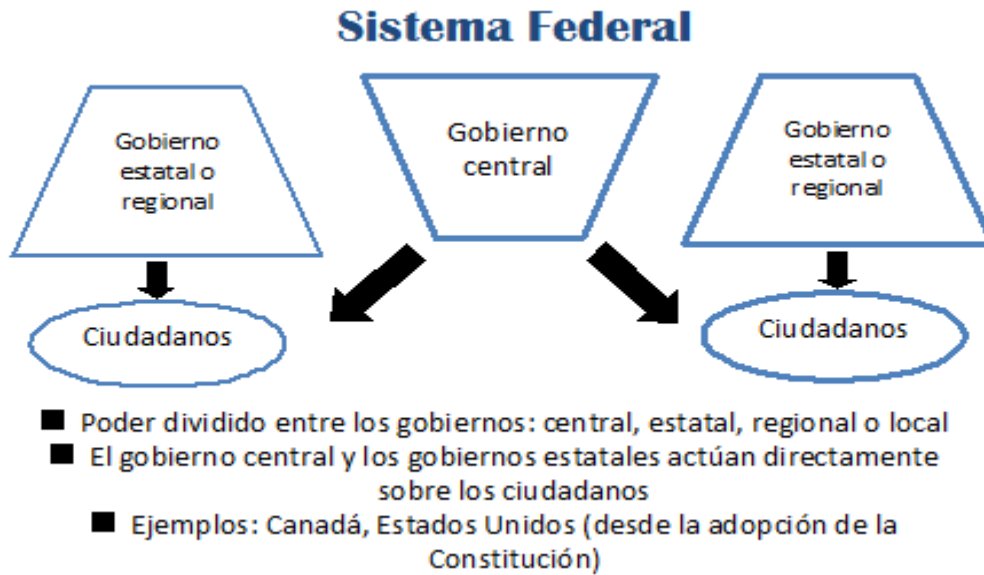 Sistema Federal
Gobierno
estatal o
regional
Gobierno
central
Gobierno
estatal o
regional
Ciudadanos
Ciudadanos
■ Poder dividido entre los gobiernos: central, estatal, regional o local
■ El gobierno central y los gobiernos estatales actúan directamente
sobre los ciudadanos
■ Ejemplos: Canadá, Estados Unidos (desde la adopción de la
Constitución)